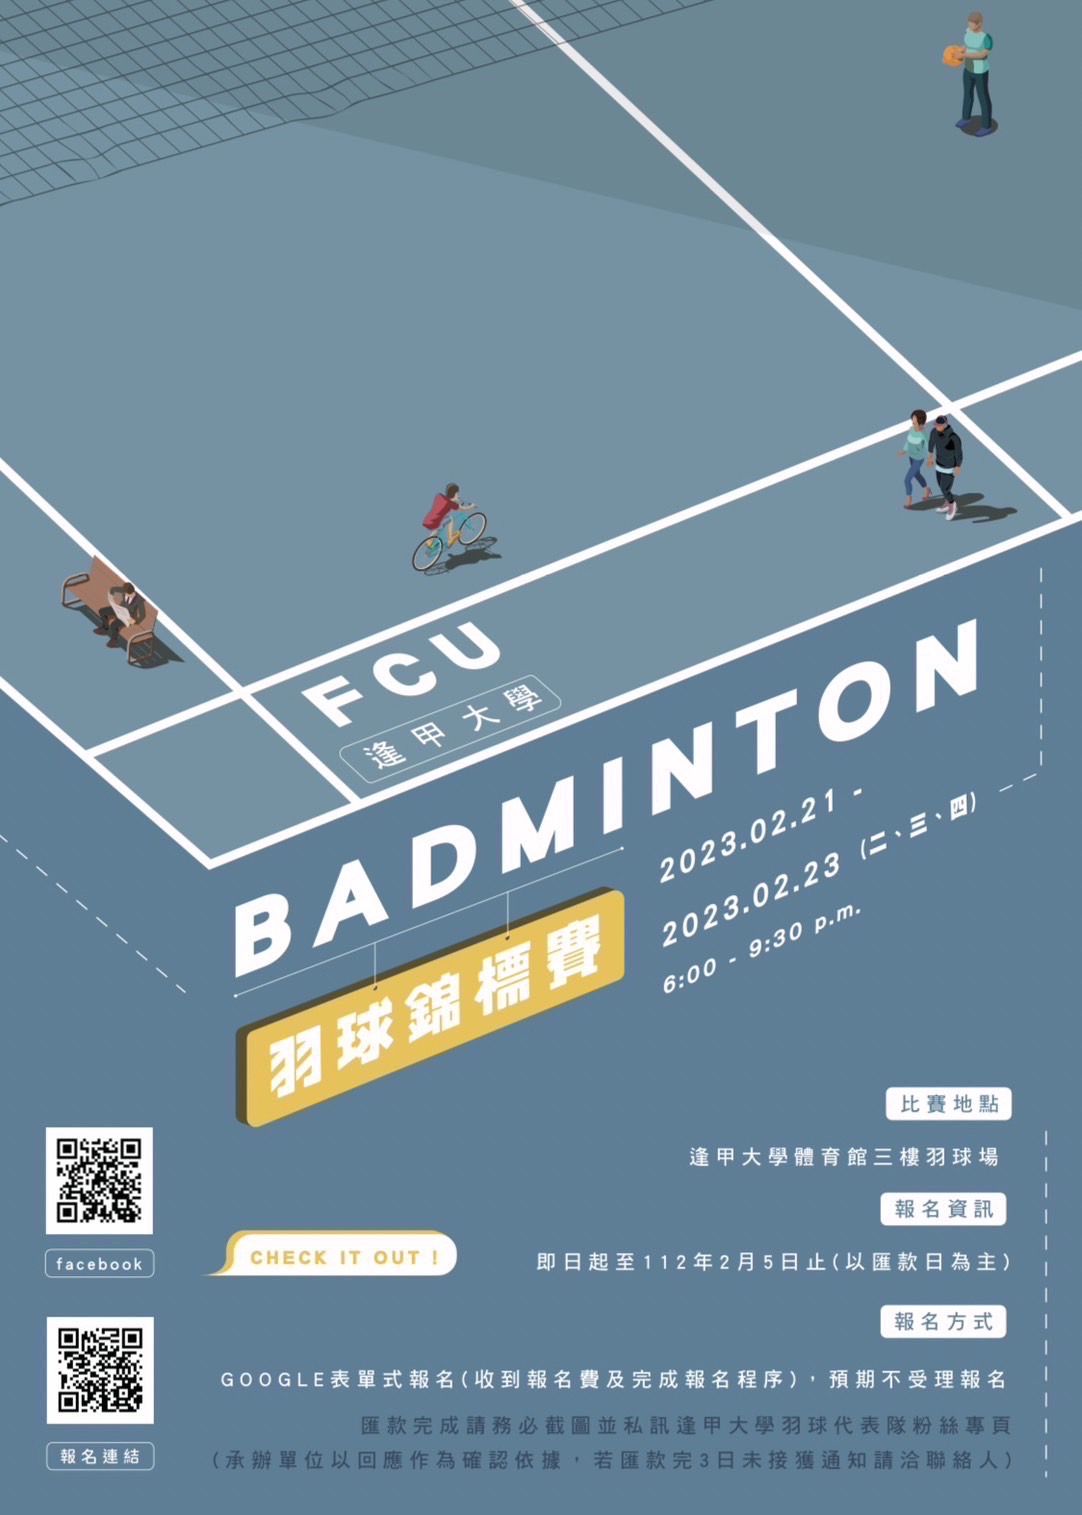 FCU
逢甲大學
BADMINTON
羽球錦標賽
2023.02.21 -
2023.02.23 (二、三、四)
6:00 - 9:30 p.m.
比賽地點
逢甲大學體育館三樓羽球場
報名資訊
即日起至112年2月5日止(以匯款日為主)
報名方式
GOOGLE表單式報名(收到報名費及完成報名程序)，預期不受理報名
匯款完成請務必截圖並私訊逢甲大學羽球代表隊粉絲專頁
(承辦單位以回應作為確認依據，若匯款完3日未接獲通知請洽聯絡人)
CHECK IT OUT !
facebook
報名連結